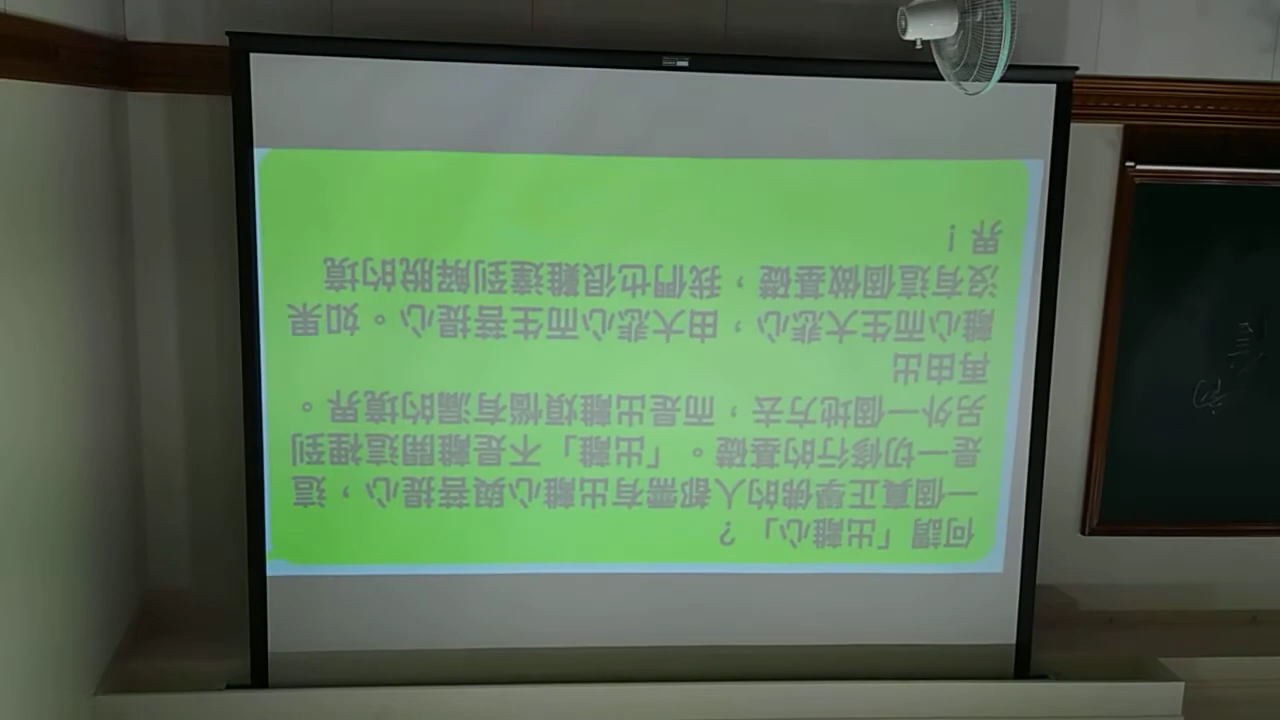 何謂「出離心」？
一個真正學佛的人都需有出離心與菩提心，這
是一切修行的基礎。「出離」不是離開這裡到
另外一個地方去，而是出離煩惱有漏的境界。
再由出
離心而生大悲心，由大悲心而生菩提心。如果
沒有這個做基礎，我們也很難達到解脫的境
界！